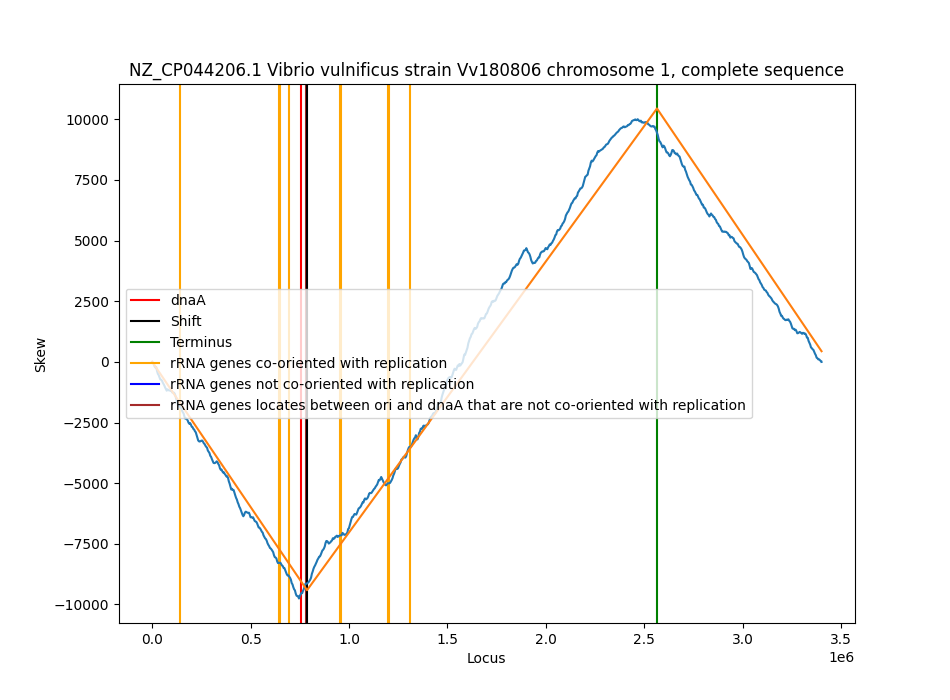 NZ_CP044206.1 Vibrio vulnificus strain Vv180806 chromosome 1, complete sequence
10000
7500
5000
2500
0
−2500
−5000
−7500
−10000
Skew
dnaA
Shift
Terminus
rRNA genes co-oriented with replication
rRNA genes not co-oriented with replication
rRNA genes locates between ori and dnaA that are not co-oriented with replication
0.0 0.5 1.0 1.5 2.0 2.5 3.0 3.5
1e6
Locus